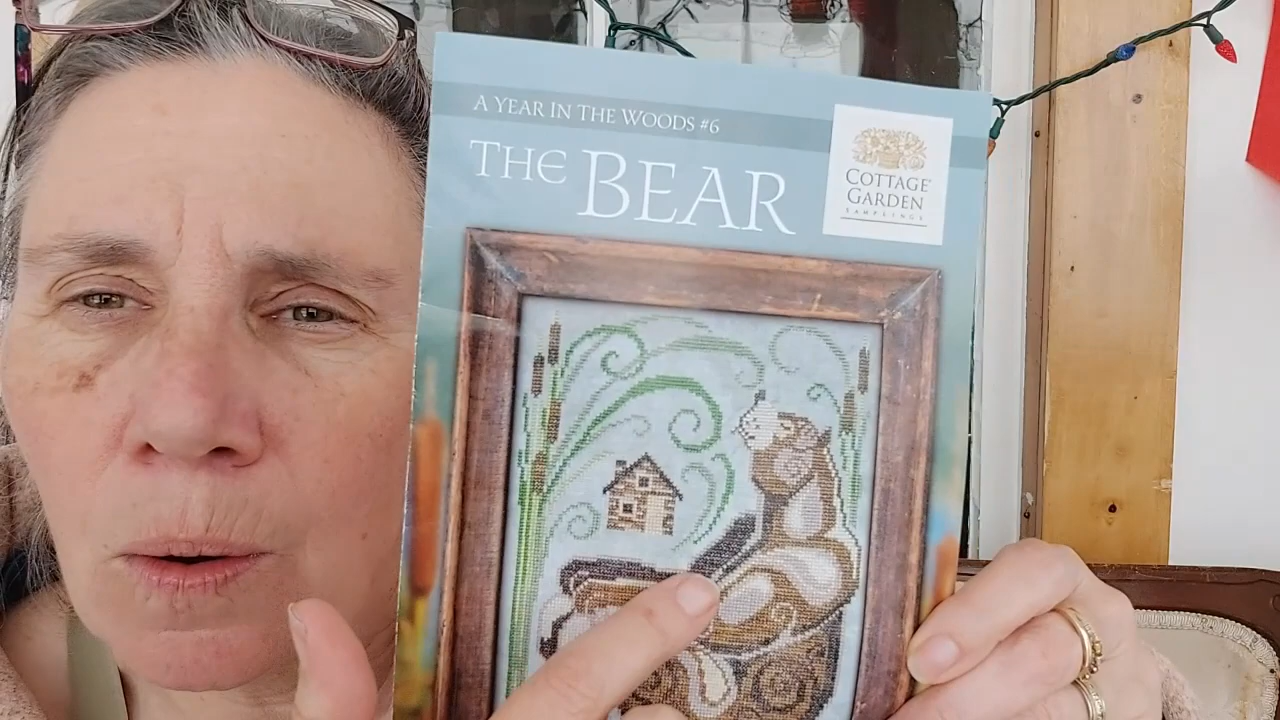 A YEAR IN THE WOODS #6
THE BEAR
COTTAGE
GARDEN
SAMPLINGS